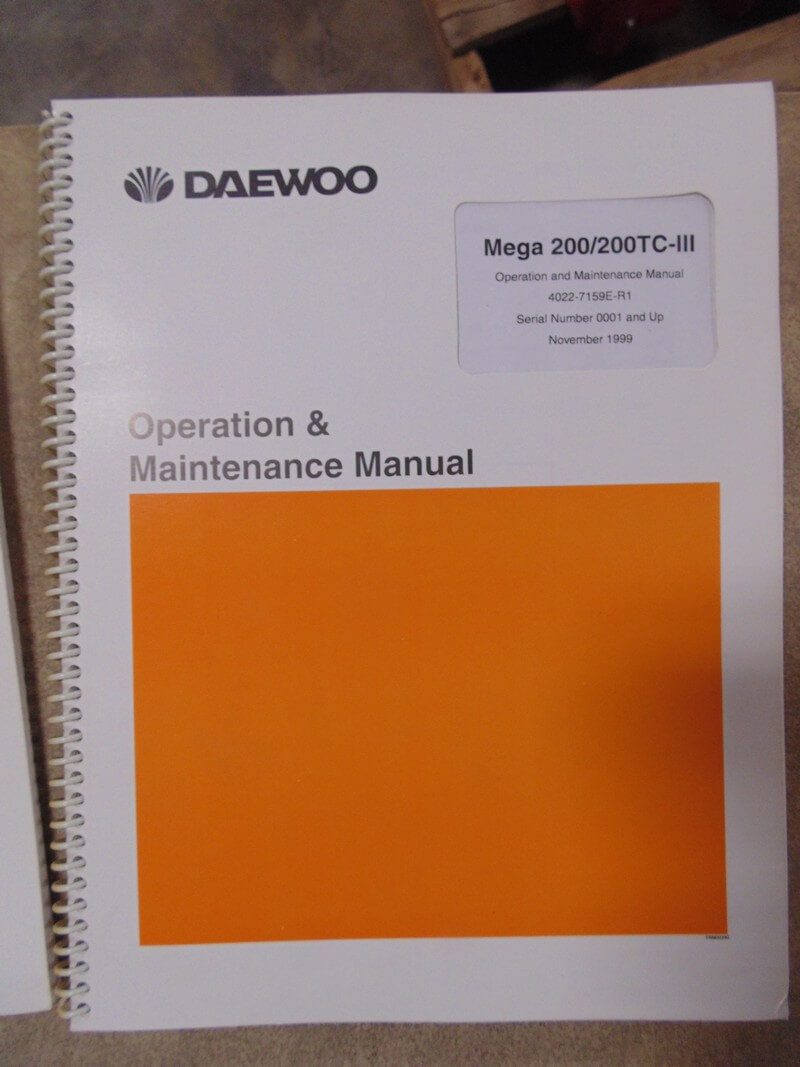 DAEWOO
Mega 200/200TC-III
Operation and Maintenance Manual
4022-7159E-R1
Serial Number 0001 and Up
November 1999
Operation &
Maintenance Manual